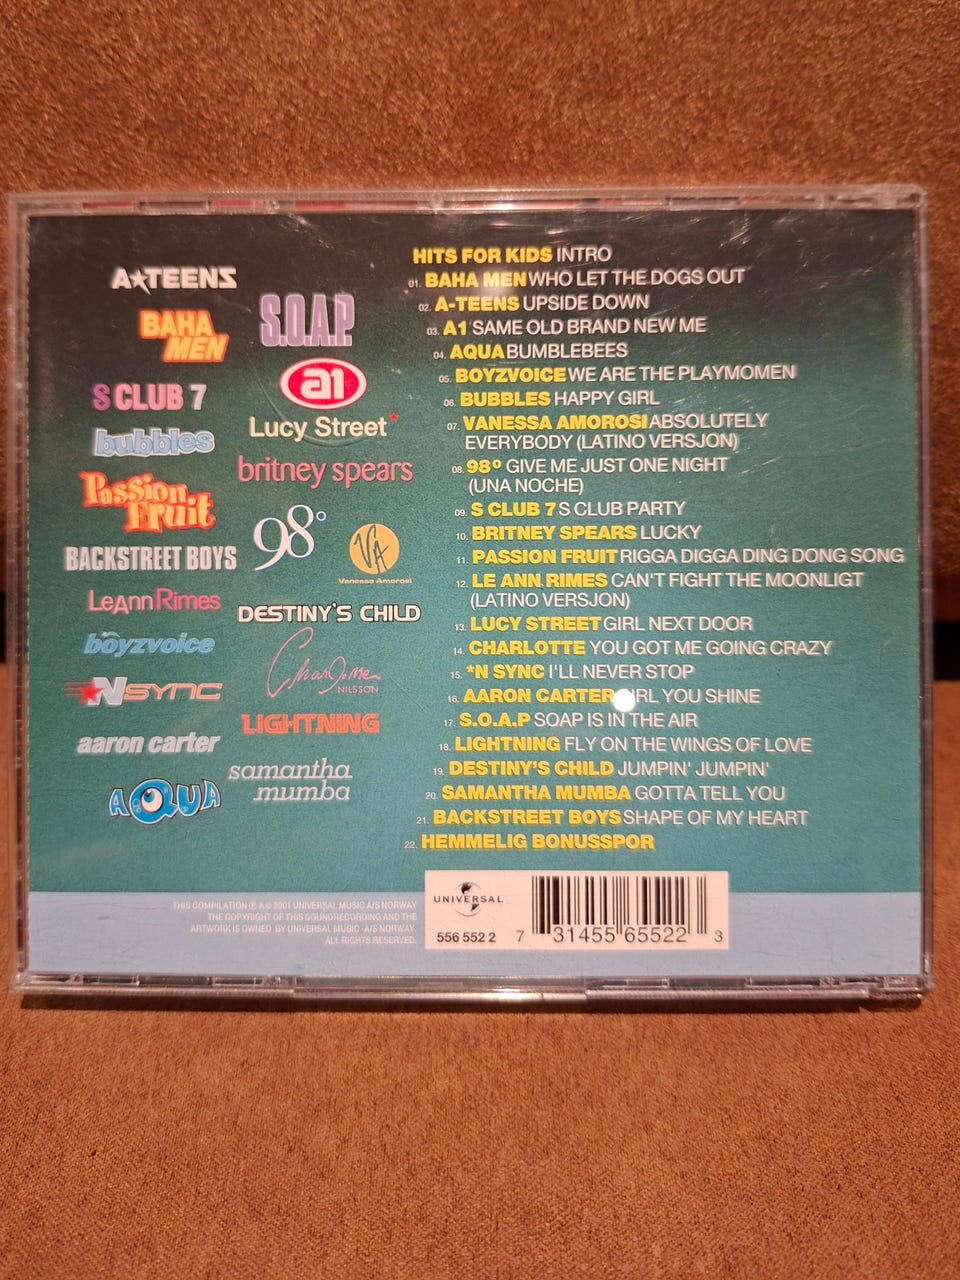 A★TEENS
BAHA
MEN
S.O.A.P.
S CLUB 7
a1
bubbles
Lucy Street*
Passion
Fruit
britney spears
98°
VA
Vanessa Amorosi
BACKSTREET BOYS
LeAnn Rimes
DESTINY'S CHILD
boyzvoice
Charlotte
NILSSON
★NSYNC
LIGHTNING
aaron carter
samantha
mumba
AQUA
HITS FOR KIDS INTRO
01. BAHA MEN WHO LET THE DOGS OUT
02. A-TEENS UPSIDE DOWN
03. A1 SAME OLD BRAND NEW ME
04. AQUA BUMBLEBEES
05. BOYZVOICE WE ARE THE PLAYMOMEN
06. BUBBLES HAPPY GIRL
07. VANESSA AMOROSI ABSOLUTELY
EVERYBODY (LATINO VERSJON)
08. 98º GIVE ME JUST ONE NIGHT
(UNA NOCHE)
09. S CLUB 7 S CLUB PARTY
10. BRITNEY SPEARS LUCKY
11. PASSION FRUIT RIGGA DIGGA DING DONG SONG
12. LE ANN RIMES CAN'T FIGHT THE MOONLIGT
(LATINO VERSJON)
13. LUCY STREET GIRL NEXT DOOR
14. CHARLOTTE YOU GOT ME GOING CRAZY
15. *N SYNC I'LL NEVER STOP
16. AARON CARTER GIRL YOU SHINE
17. S.O.A.P SOAP IS IN THE AIR
18. LIGHTNING FLY ON THE WINGS OF LOVE
19. DESTINY'S CHILD JUMPIN' JUMPIN'
20. SAMANTHA MUMBA GOTTA TELL YOU
21. BACKSTREET BOYS SHAPE OF MY HEART
22. HEMMELIG BONUSSPOR
THIS COMPILATION ℗ & © 2001 UNIVERSAL MUSIC A/S NORWAY
THE COPYRIGHT OF THIS SOUNDRECORDING AND THE
ARTWORK IS OWNED BY UNIVERSAL MUSIC -A/S NORWAY.
ALL RIGHTS RESERVED.
UNIVERSAL
556 552 2
7 31455 65522 3